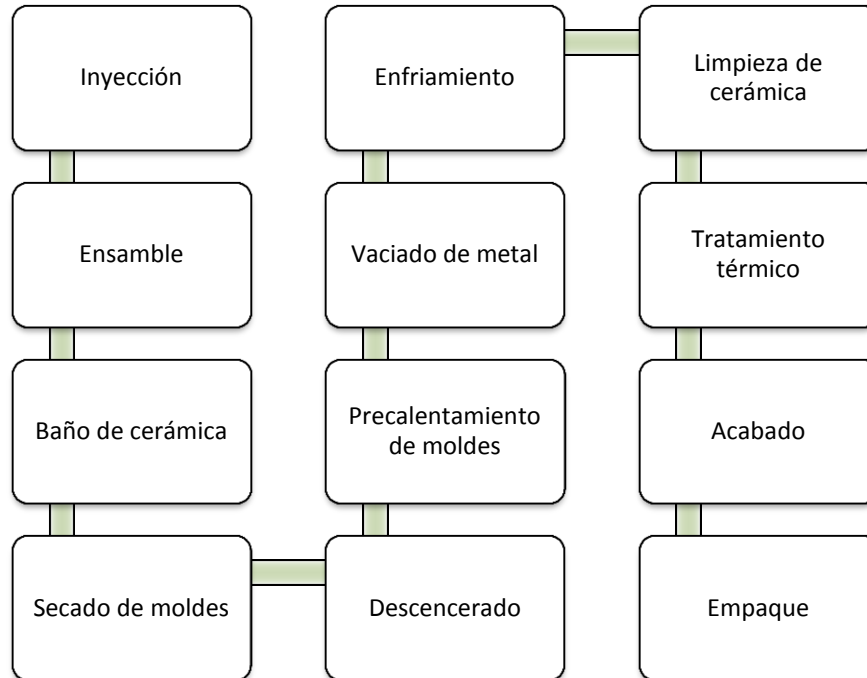 Inyección
Ensamble
Baño de cerámica
Secado de moldes
Descencerado
Precalentamiento
de moldes
Vaciado de metal
Enfriamiento
Limpieza de
cerámica
Tratamiento
térmico
Acabado
Empaque